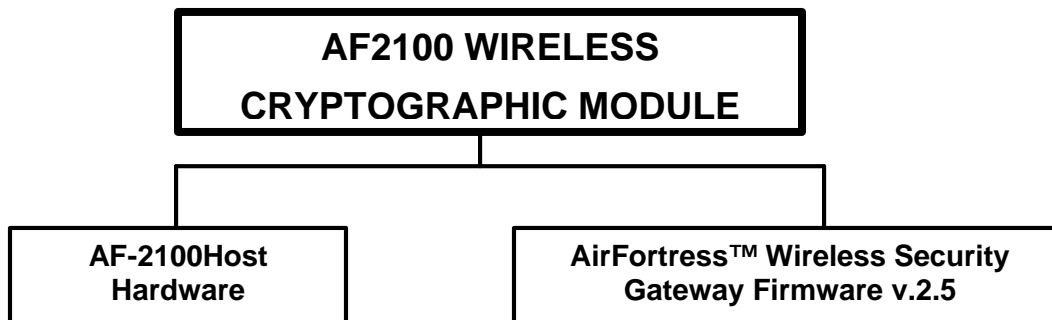 AF2100 WIRELESS
CRYPTOGRAPHIC MODULE
AF-2100Host
Hardware
AirFortress™ Wireless Security
Gateway Firmware v.2.5